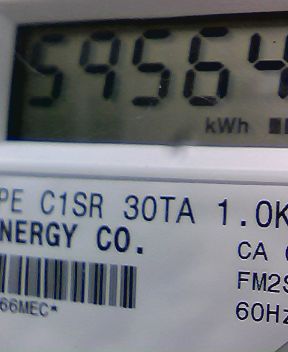 59564
kWh
PE C1SR 30TA 1.0K
NERGY CO.
CA
FM2S
60Hz
66MEC*